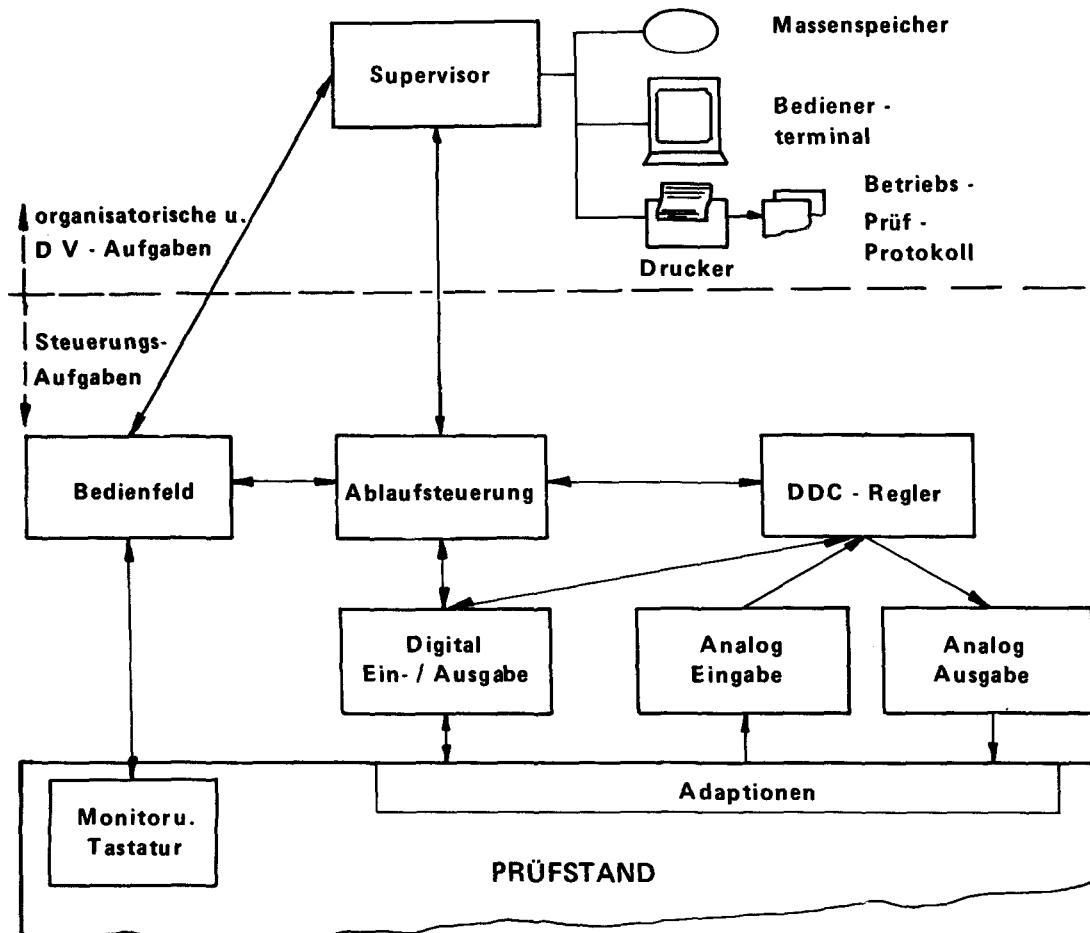 Supervisor
Massenspeicher
Bediener -
terminal
Betriebs -
Prüf -
Protokoll
Drucker
organisatorische u.
D V - Aufgaben
Steuerungs-
Aufgaben
Bedienfeld
Ablaufsteuerung
DDC - Regler
Digital
Ein- / Ausgabe
Analog
Eingabe
Analog
Ausgabe
Adaptionen
Monitoru.
Tastatur
PRÜFSTAND